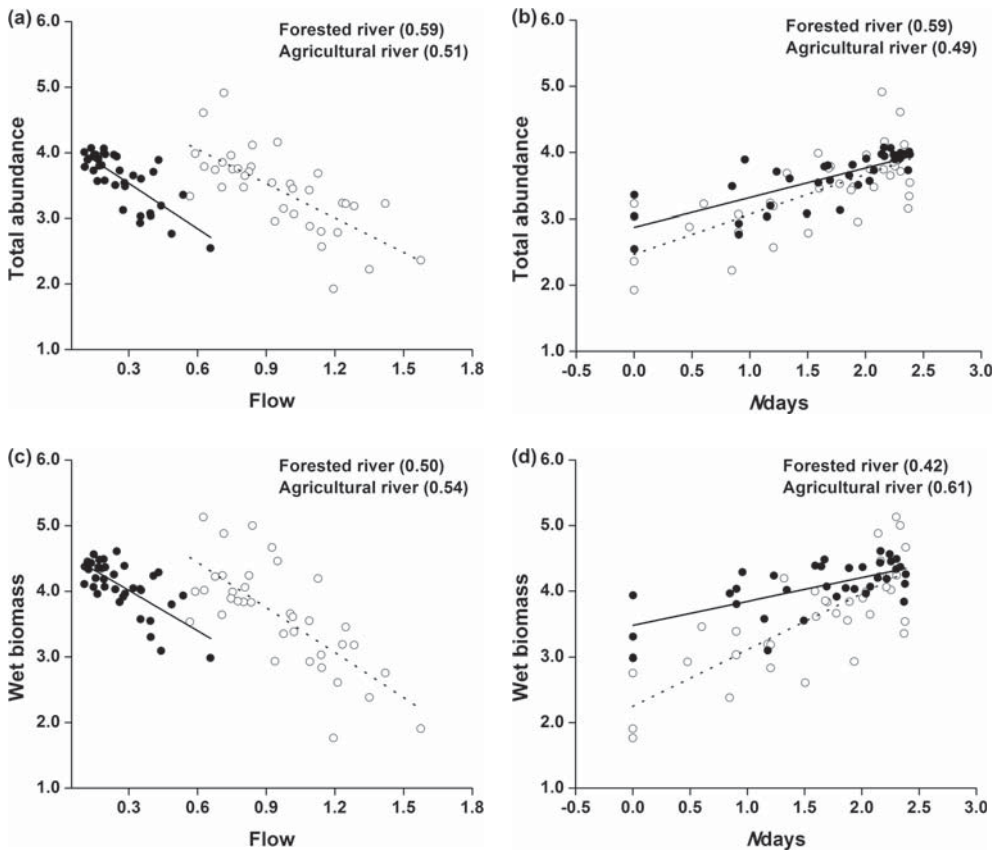 (a)
Forested river (0.59)
Agricultural river (0.51)
Total abundance
6.0
5.0
4.0
3.0
2.0
1.0
0.3 0.6 0.9 1.2 1.5 1.8
Flow
(b)
Forested river (0.59)
Agricultural river (0.49)
Total abundance
6.0
5.0
4.0
3.0
2.0
1.0
-0.5 0.0 0.5 1.0 1.5 2.0 2.5 3.0
Ndays
(c)
Forested river (0.50)
Agricultural river (0.54)
Wet biomass
6.0
5.0
4.0
3.0
2.0
1.0
0.3 0.6 0.9 1.2 1.5 1.8
Flow
(d)
Forested river (0.42)
Agricultural river (0.61)
Wet biomass
6.0
5.0
4.0
3.0
2.0
1.0
-0.5 0.0 0.5 1.0 1.5 2.0 2.5 3.0
Ndays